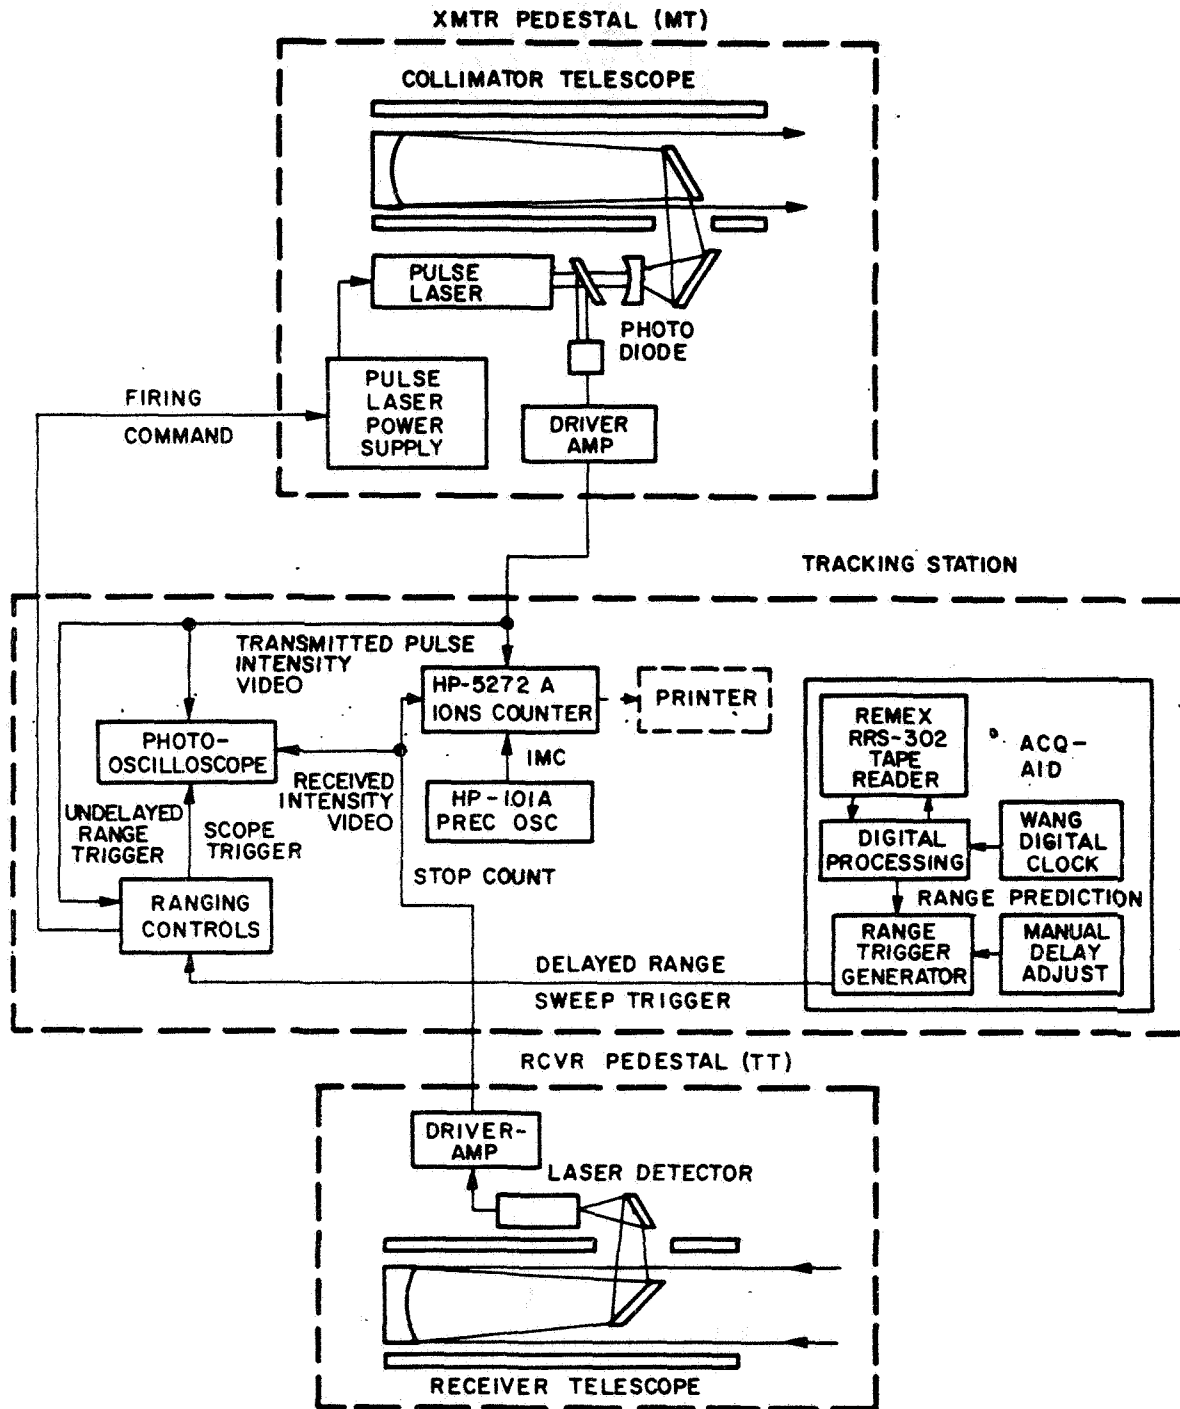 XMTR PEDESTAL (MT)
COLLIMATOR TELESCOPE
PULSE
LASER
PHOTO
DIODE
PULSE
LASER
POWER
SUPPLY
DRIVER
AMP
FIRING
COMMAND
TRACKING STATION
TRANSMITTED PULSE
INTENSITY
VIDEO
HP-5272 A
IONS COUNTER
PRINTER
PHOTO-
OSCILLOSCOPE
RECEIVED
INTENSITY
VIDEO
IMC
HP-101A
PREC OSC
UNDELAYED
RANGE
TRIGGER
SCOPE
TRIGGER
STOP COUNT
RANGING
CONTROLS
REMEX
RRS-302
TAPE
READER
ACQ-
AID
DIGITAL
PROCESSING
WANG
DIGITAL
CLOCK
RANGE PREDICTION
RANGE
TRIGGER
GENERATOR
MANUAL
DELAY
ADJUST
DELAYED RANGE
SWEEP TRIGGER
RCVR PEDESTAL (TT)
DRIVER-
AMP
LASER DETECTOR
RECEIVER TELESCOPE